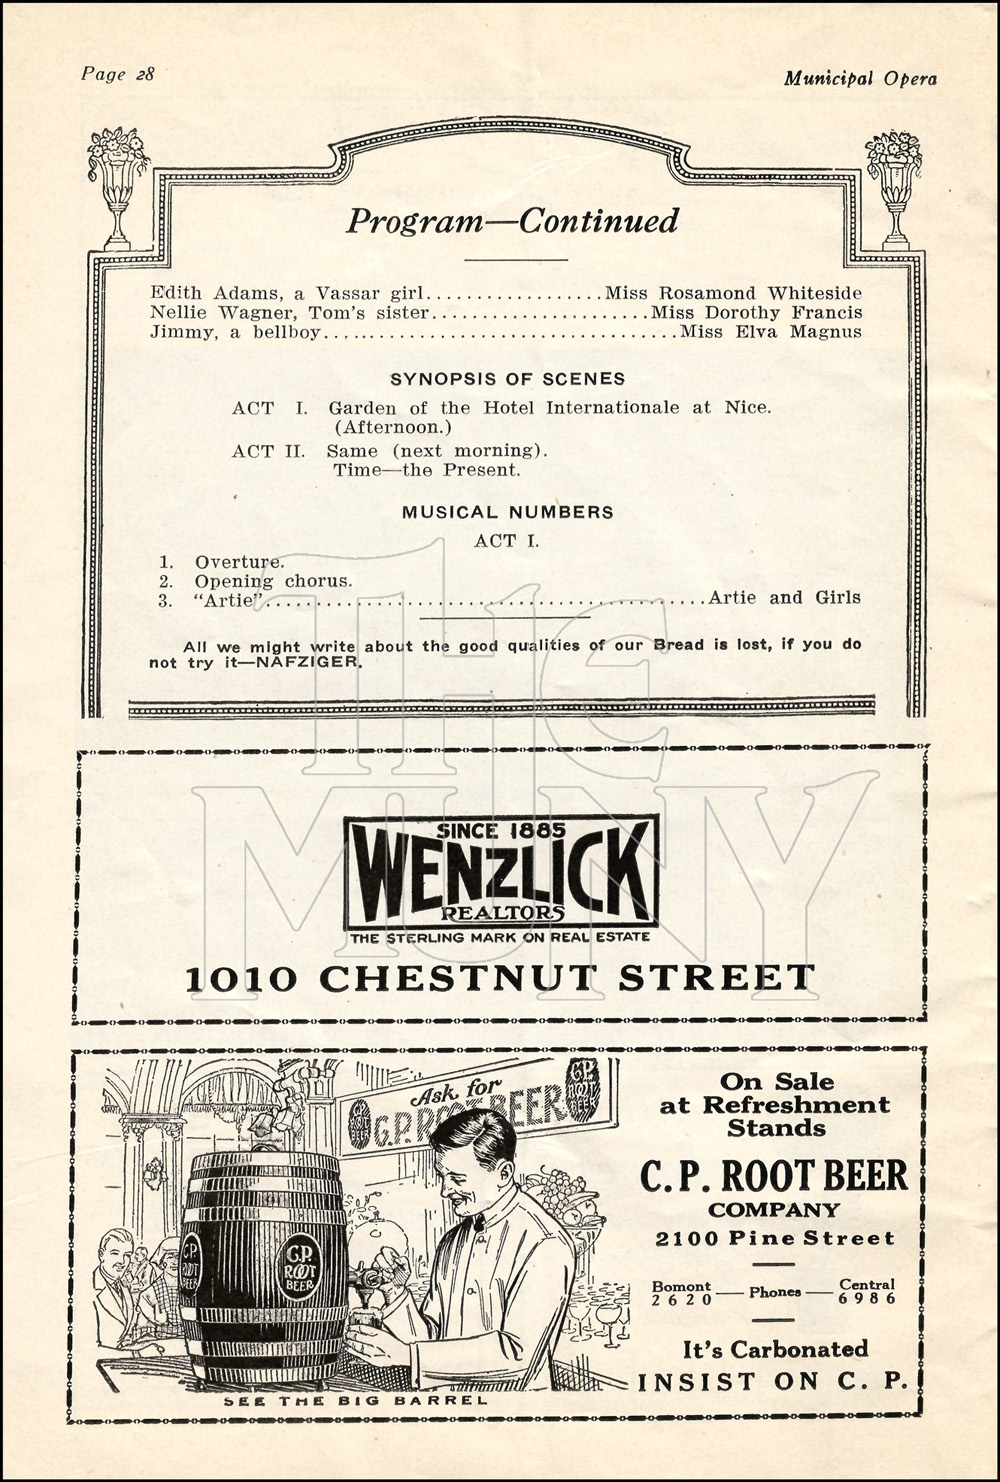 Page 28
Municipal Opera
Program—Continued
Edith Adams, a Vassar girl..................Miss Rosamond Whiteside
Nellie Wagner, Tom's sister......................Miss Dorothy Francis
Jimmy, a bellboy....................................Miss Elva Magnus
SYNOPSIS OF SCENES
ACT I. Garden of the Hotel Internationale at Nice.
(Afternoon.)
ACT II. Same (next morning).
Time—the Present.
MUSICAL NUMBERS
ACT I.
1. Overture.
2. Opening chorus.
3. “Artie”............................................Artie and Girls
All we might write about the good qualities of our Bread is lost, if you do
not try it—NAFZIGER.
THE
MUNY
SINCE 1885
WENZLICK
REALTORS
THE STERLING MARK ON REAL ESTATE
1010 CHESTNUT STREET
Ask for
C.P. ROOT BEER
C.P.
ROOT
BEER
C.P.
ROOT
BEER
C.P.
ROOT
BEER
SEE THE BIG BARREL
On Sale
at Refreshment
Stands
C. P. ROOT BEER
COMPANY
2100 Pine Street
Bomont
2620 — Phones — Central
6986
It's Carbonated
INSIST ON C. P.